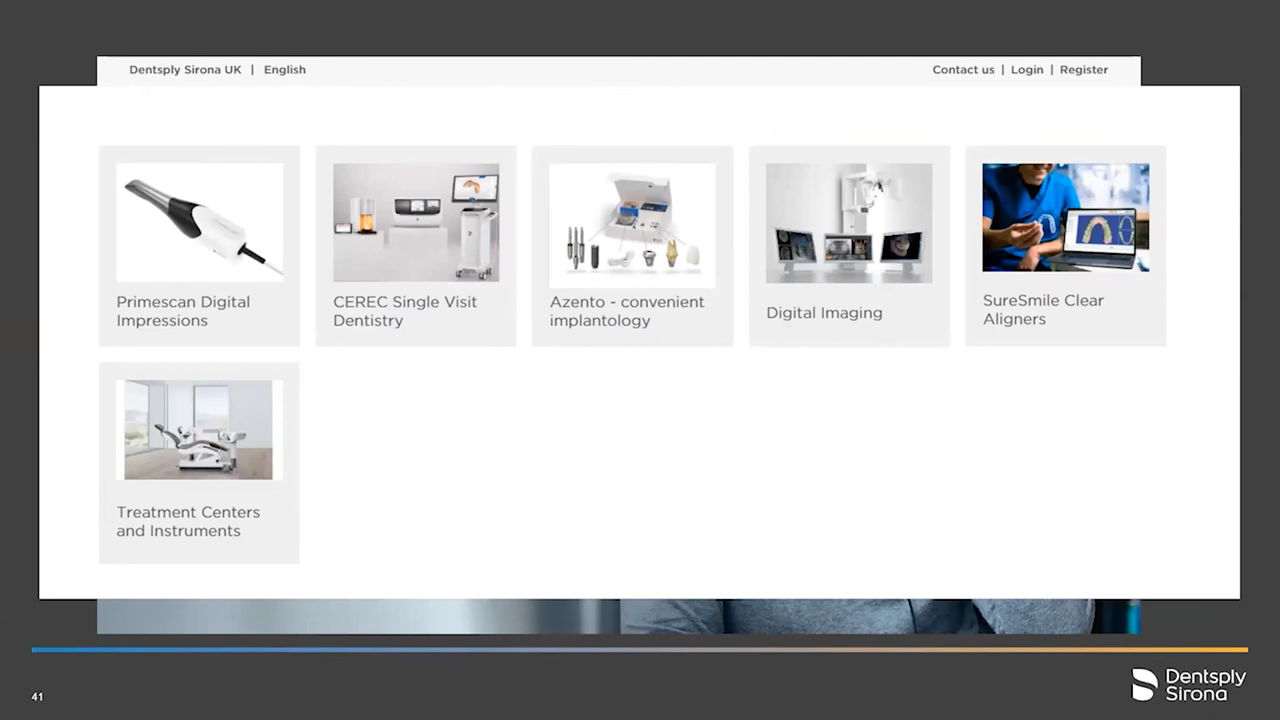 Dentsply Sirona UK | English
Contact us | Login | Register
Primescan Digital
Impressions
CEREC Single Visit
Dentistry
Azento - convenient
implantology
Digital Imaging
SureSmile Clear
Aligners
Treatment Centers
and Instruments
41
Dentsply
Sirona